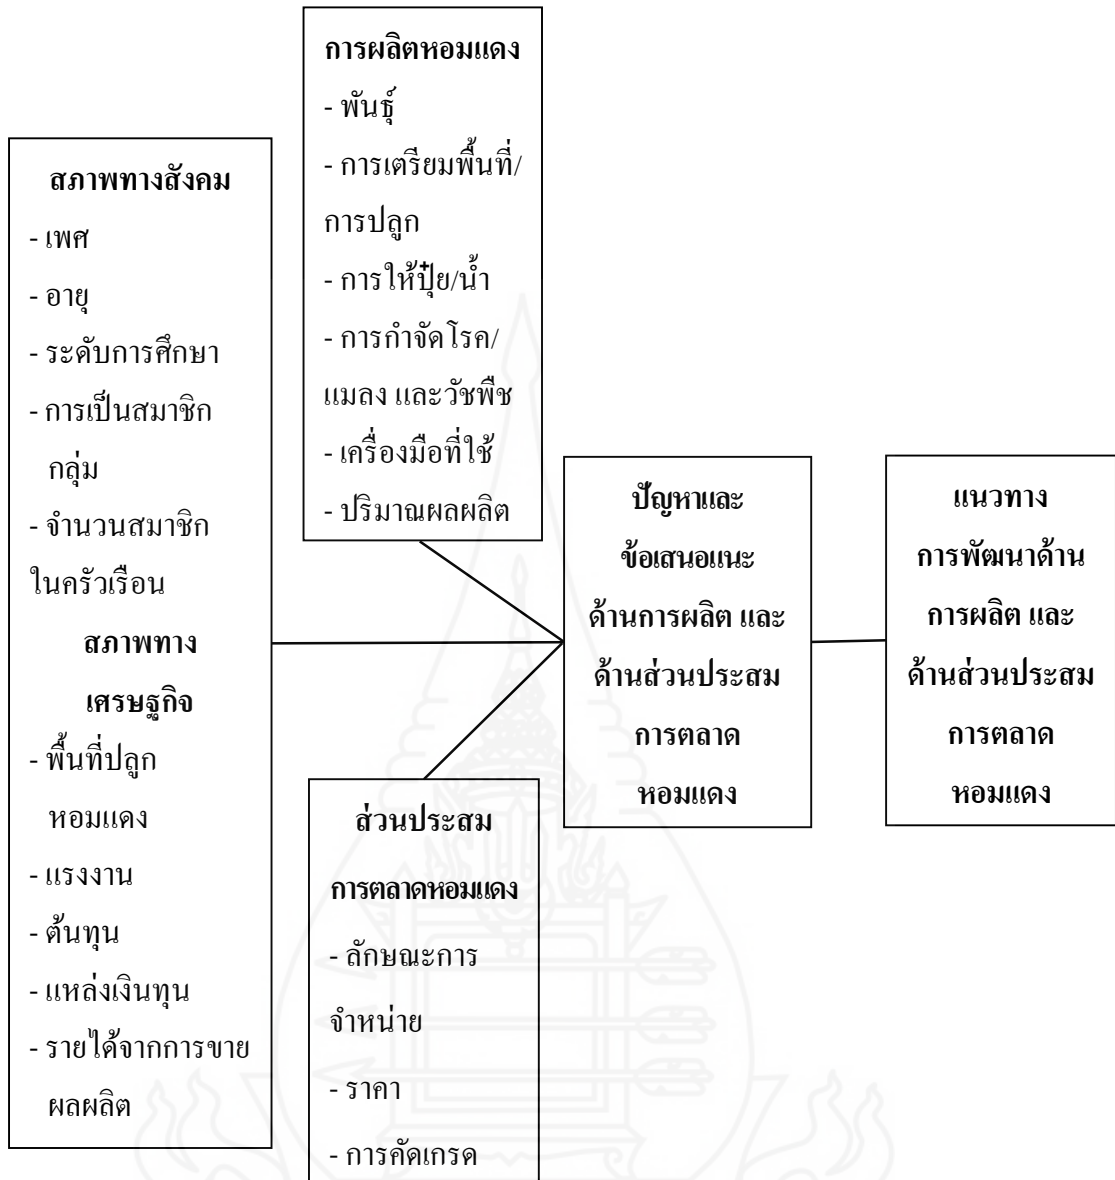 สภาพทางสังคม
- เพศ
- อายุ
- ระดับการศึกษา
- การเป็นสมาชิก
กลุ่ม
- จำนวนสมาชิก
ในครัวเรือน
สภาพทาง
เศรษฐกิจ
- พื้นที่ปลูก
หอมแดง
- แรงงาน
- ต้นทุน
- แหล่งเงินทุน
- รายได้จากการขาย
ผลผลิต
การผลิตหอมแดง
- พันธุ์
- การเตรียมพื้นที่/
การปลูก
- การให้ปุ๋ย/น้ำ
- การกำจัดโรค/
แมลง และวัชพืช
- เครื่องมือที่ใช้
- ปริมาณผลผลิต
ส่วนประสม
การตลาดหอมแดง
- ลักษณะการ
จำหน่าย
- ราคา
- การคัดเกรด
ปัญหาและ
ข้อเสนอแนะ
ด้านการผลิต และ
ด้านส่วนประสม
การตลาด
หอมแดง
แนวทาง
การพัฒนาด้าน
การผลิต และ
ด้านส่วนประสม
การตลาด
หอมแดง